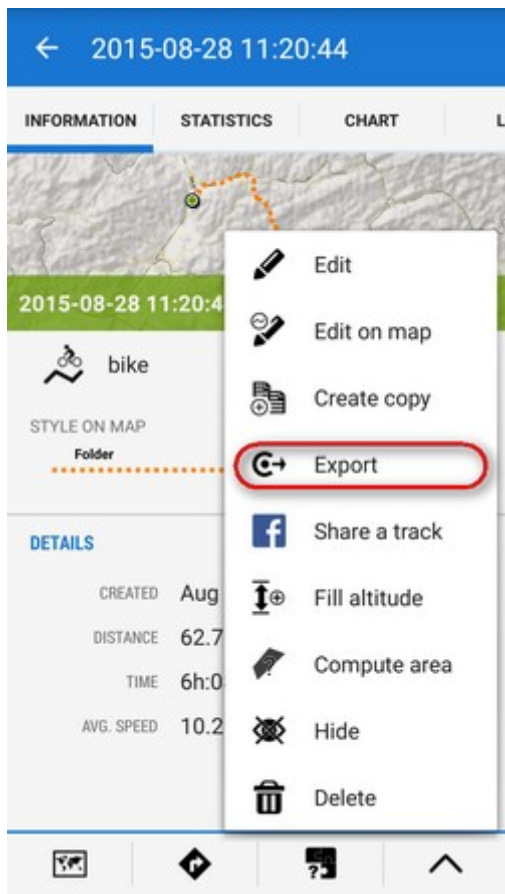 2015-08-28 11:20:44
INFORMATION STATISTICS CHART L
2015-08-28 11:20:4
bike
STYLE ON MAP
Folder
DETAILS
CREATED Aug
DISTANCE 62.7
TIME 6h:0
AVG. SPEED 10.2
Edit
Edit on map
Create copy
Export
Share a track
Fill altitude
Compute area
Hide
Delete